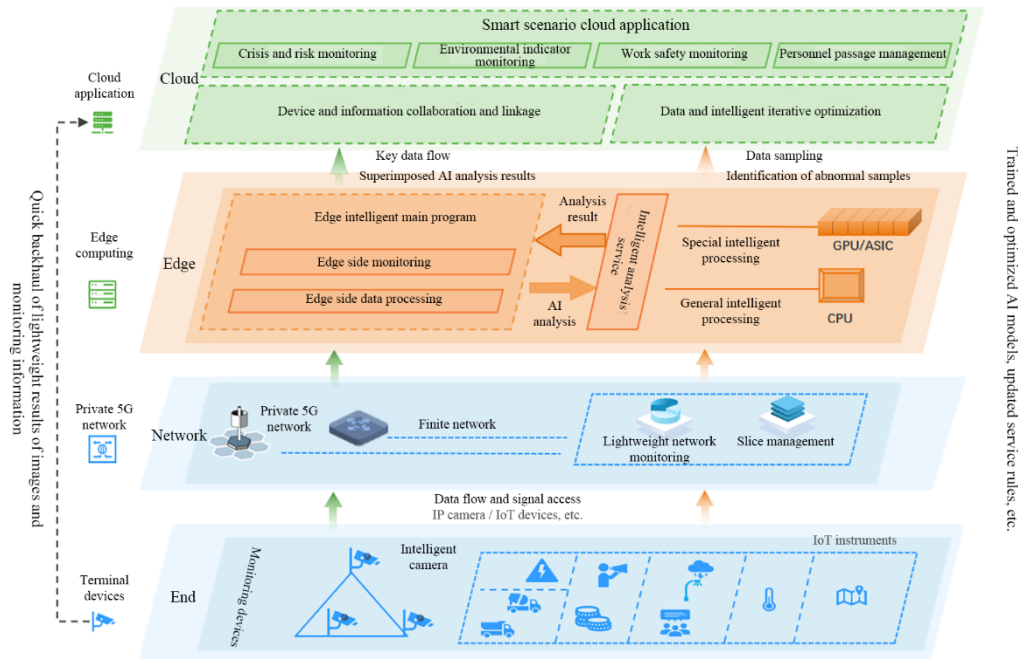 Smart scenario cloud application
Crisis and risk monitoring
Environmental indicator
monitoring
Work safety monitoring
Personnel passage management
Cloud
Cloud
application
Device and information collaboration and linkage
Data and intelligent iterative optimization
Key data flow
Data sampling
Superimposed AI analysis results
Identification of abnormal samples
Edge
computing
Edge
Edge intelligent main program
Edge side monitoring
Edge side data processing
Analysis
result
AI
analysis
Intelligent analysis
service
Special intelligent
processing
GPU/ASIC
General intelligent
processing
CPU
Private 5G
network
Network
Private 5G
network
Finite network
Lightweight network
monitoring
Slice management
Data flow and signal access
IP camera / IoT devices, etc.
Terminal
devices
End
Monitoring devices
Intelligent
camera
IoT instruments
Quick backhaul of lightweight results of images and
monitoring information
Trained and optimized AI models, updated service rules, etc.